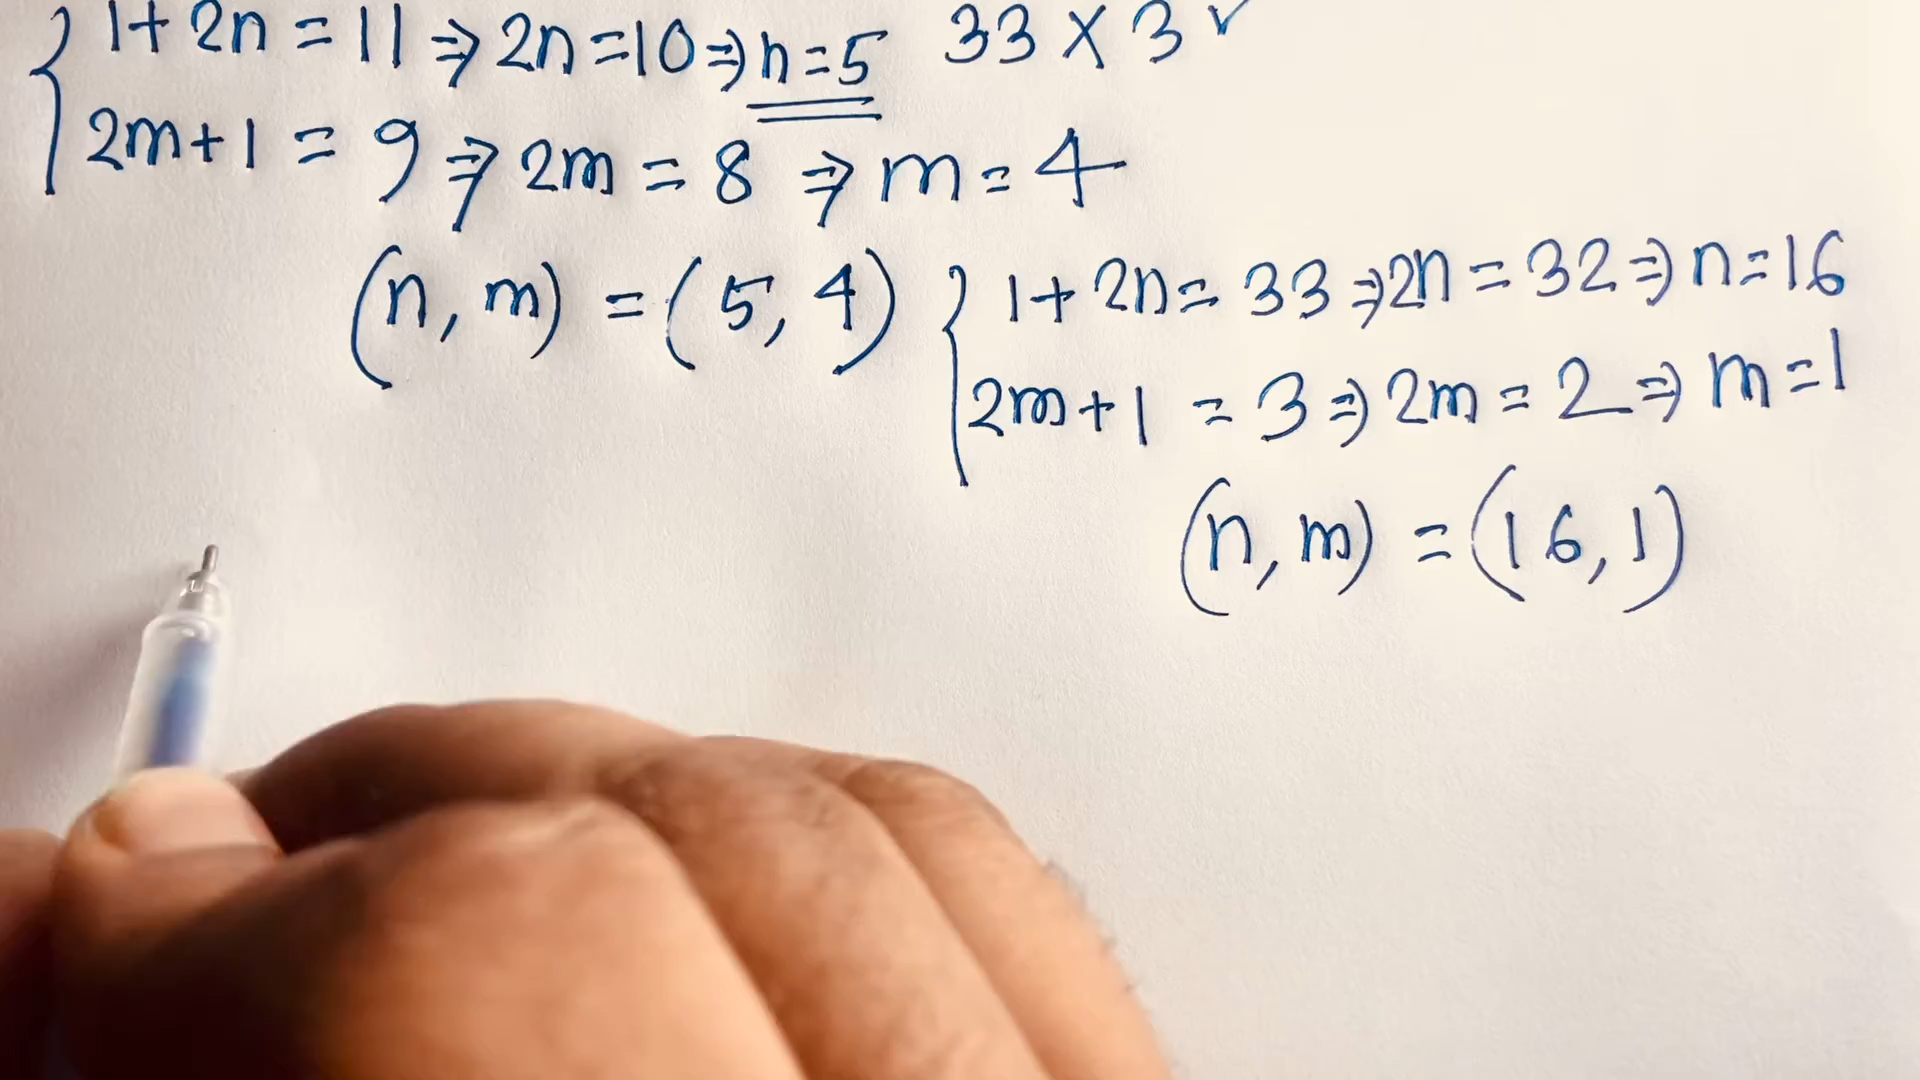 1+2n = 11 ⇒ 2n = 10 ⇒ n = 5
33 × 3 ✓
2m+1 = 9 ⇒ 2m = 8 ⇒ m = 4
(n, m) = (5, 4)
1+2n = 33 ⇒ 2n = 32 ⇒ n = 16
2m+1 = 3 ⇒ 2m = 2 ⇒ m = 1
(n, m) = (16, 1)